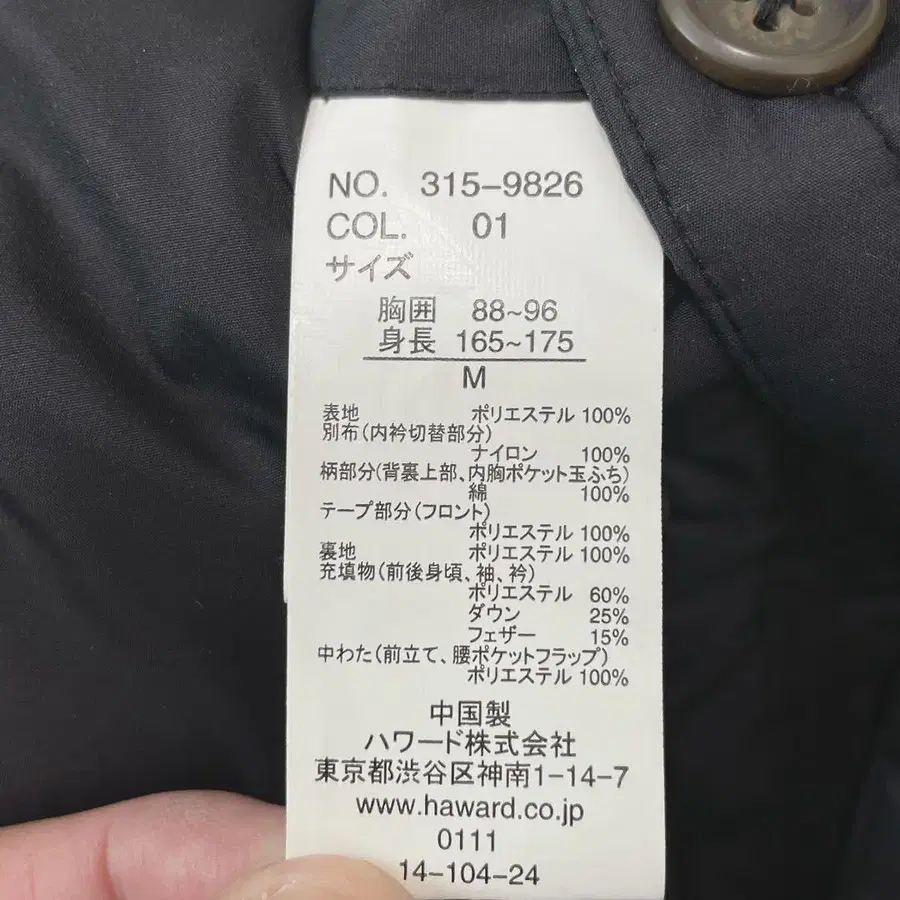 NO. 315-9826
COL. 01
サイズ
胸囲 88~96
身長 165~175
M
表地 ポリエステル 100%
別布(内衿切替部分)
ナイロン 100%
柄部分(背裏上部、内胸ポケット玉ふち)
綿 100%
テープ部分(フロント)
ポリエステル 100%
裏地 ポリエステル 100%
充填物(前後身頃、袖、衿)
ポリエステル 60%
ダウン 25%
フェザー 15%
中わた(前立て、腰ポケットフラップ)
ポリエステル 100%
中国製
ハワード株式会社
東京都渋谷区神南1-14-7
www.haward.co.jp
0111
14-104-24